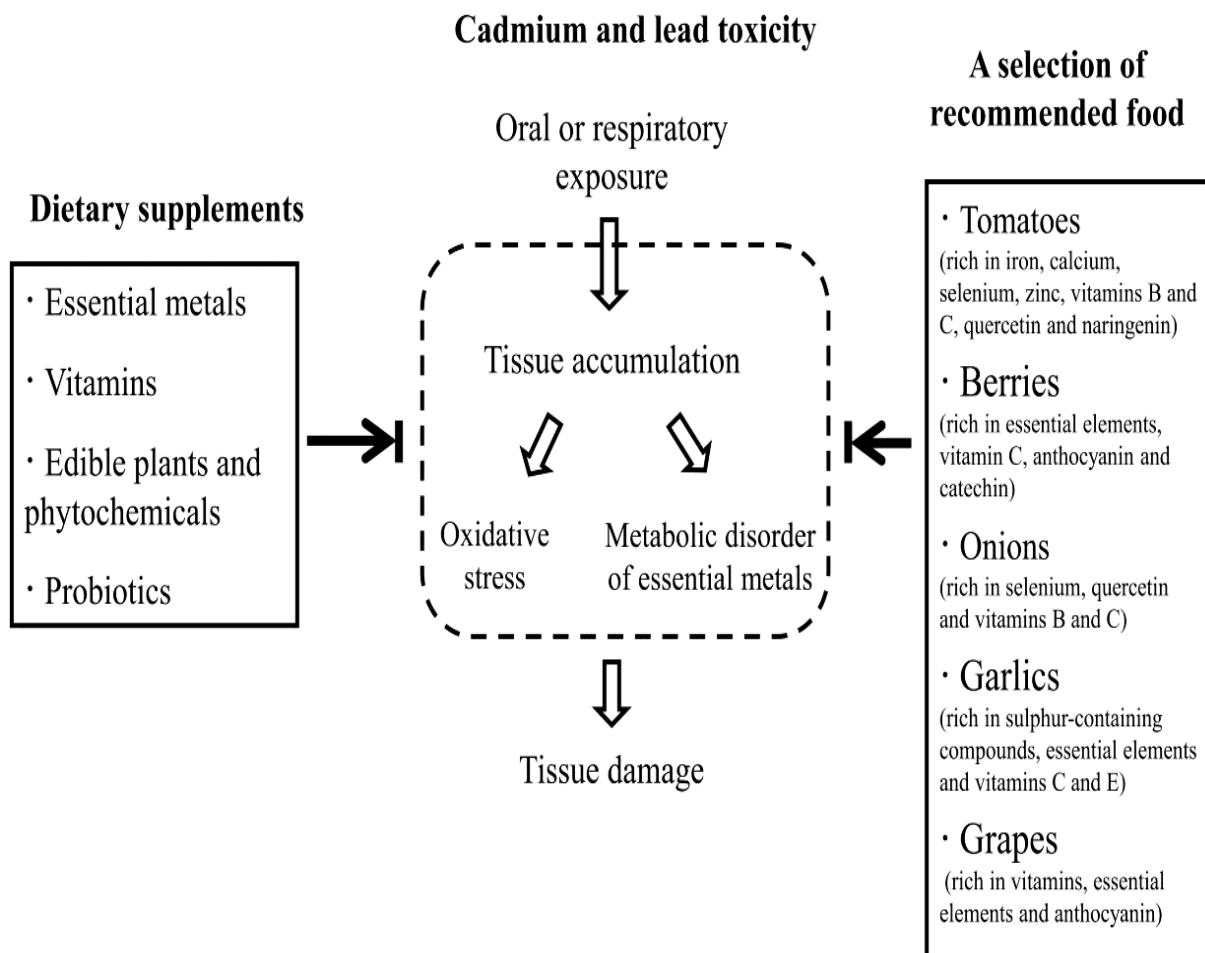 Cadmium and lead toxicity
Oral or respiratory
exposure
Tissue accumulation
Oxidative
stress
Metabolic disorder
of essential metals
Tissue damage
Dietary supplements
· Essential metals
· Vitamins
· Edible plants and
phytochemicals
· Probiotics
A selection of
recommended food
· Tomatoes
(rich in iron, calcium,
selenium, zinc, vitamins B and
C, quercetin and naringenin)
· Berries
(rich in essential elements,
vitamin C, anthocyanin and
catechin)
· Onions
(rich in selenium, quercetin
and vitamins B and C)
· Garlics
(rich in sulphur-containing
compounds, essential elements
and vitamins C and E)
· Grapes
(rich in vitamins, essential
elements and anthocyanin)